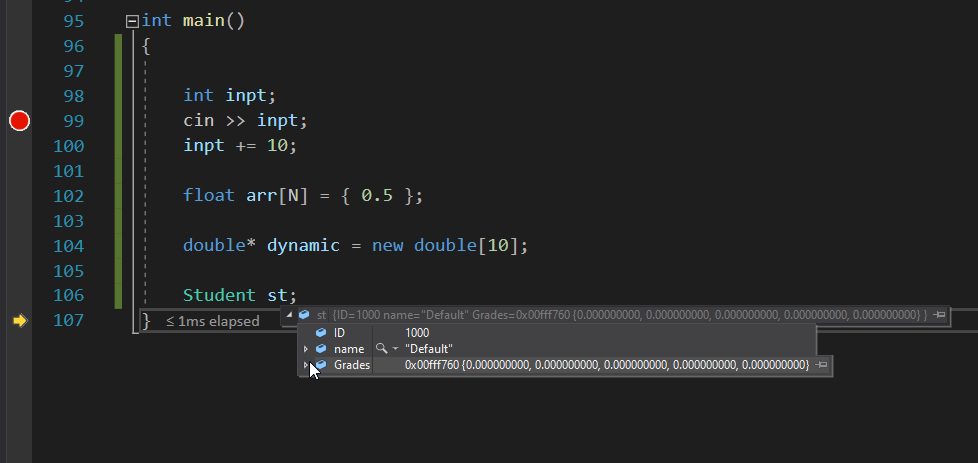 95 int main()
96 {
97
98 int inpt;
99 cin >> inpt;
100 inpt += 10;
101
102 float arr[N] = { 0.5 };
103
104 double* dynamic = new double[10];
105
106 Student st;
107 } ≤ 1ms elapsed
st {ID=1000 name="Default" Grades=0x00fff760 {0.000000000, 0.000000000, 0.000000000, 0.000000000, 0.000000000} }
ID 1000
name "Default"
Grades 0x00fff760 {0.000000000, 0.000000000, 0.000000000, 0.000000000, 0.000000000}